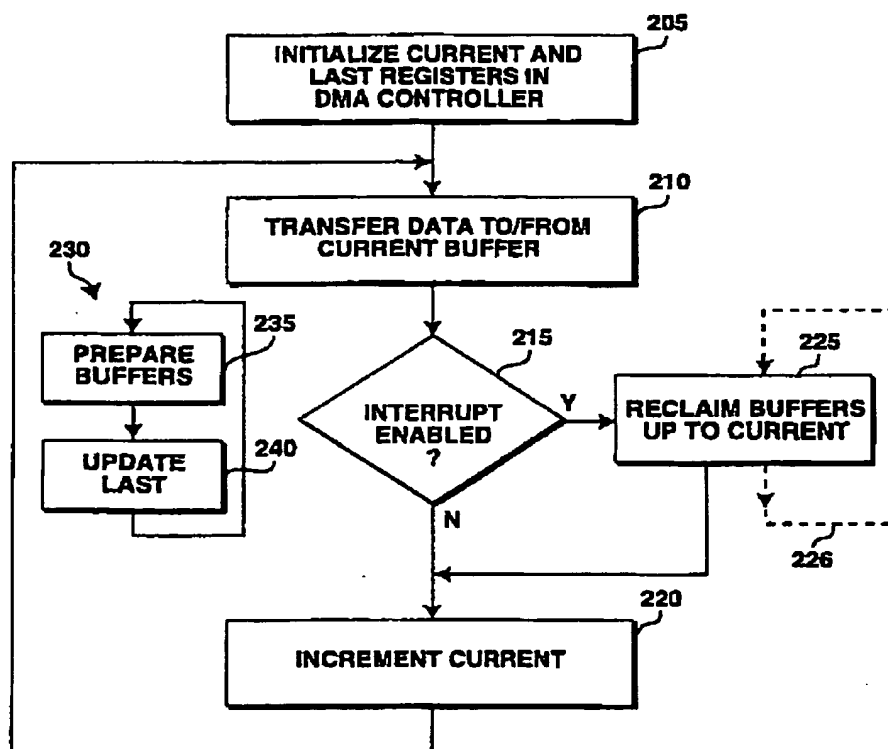 205
INITIALIZE CURRENT AND
LAST REGISTERS IN
DMA CONTROLLER
210
TRANSFER DATA TO/FROM
CURRENT BUFFER
230
235
PREPARE
BUFFERS
240
UPDATE
LAST
215
INTERRUPT
ENABLED
?
Y
N
225
RECLAIM BUFFERS
UP TO CURRENT
226
220
INCREMENT CURRENT